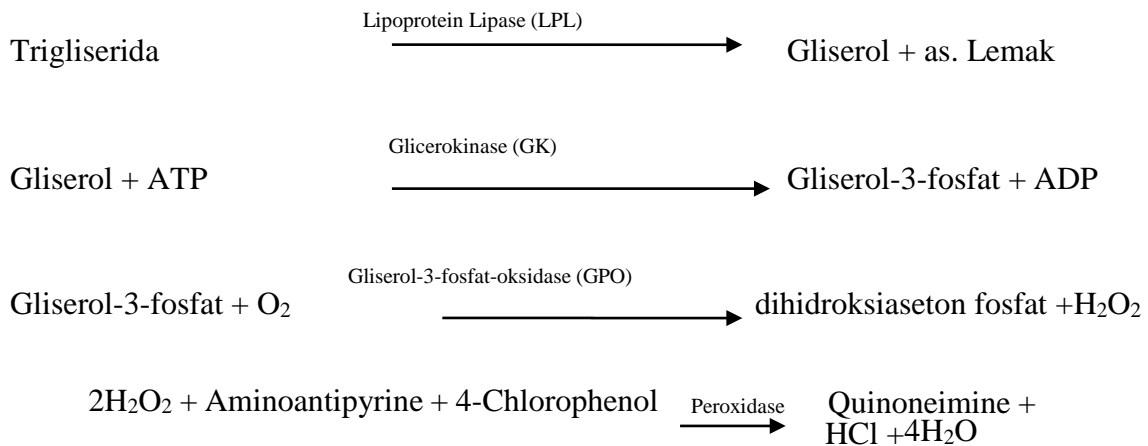 Lipoprotein Lipase (LPL)
Trigliserida Gliserol + as. Lemak
Glicerokinase (GK)
Gliserol + ATP Gliserol-3-fosfat + ADP
Gliserol-3-fosfat-oksidase (GPO)
Gliserol-3-fosfat + O₂ dihidroksiaseton fosfat +H₂O₂
2H₂O₂ + Aminoantipyrine + 4-Chlorophenol Peroxidase Quinoneimine +
HCl +4H₂O